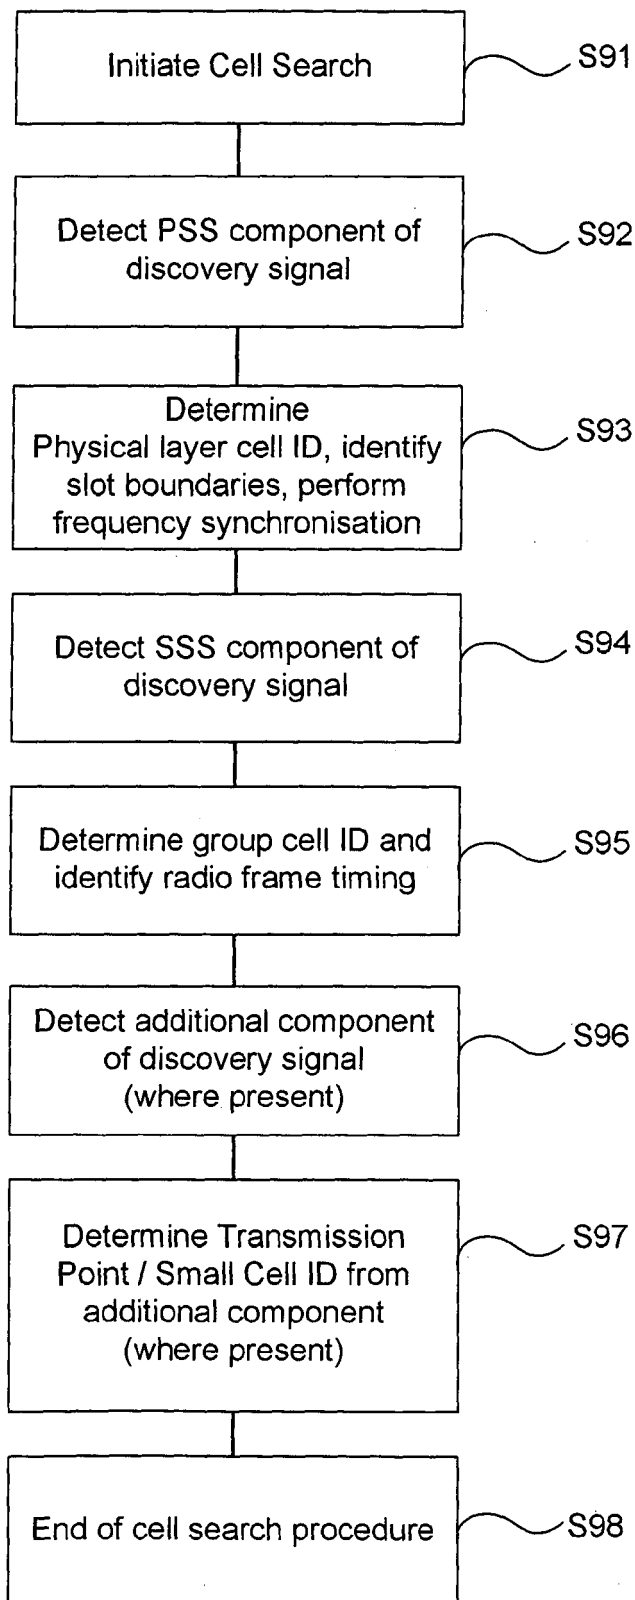 Initiate Cell Search
S91
Detect PSS component of
discovery signal
S92
Determine
Physical layer cell ID, identify
slot boundaries, perform
frequency synchronisation
S93
Detect SSS component of
discovery signal
S94
Determine group cell ID and
identify radio frame timing
S95
Detect additional component
of discovery signal
(where present)
S96
Determine Transmission
Point / Small Cell ID from
additional component
(where present)
S97
End of cell search procedure
S98